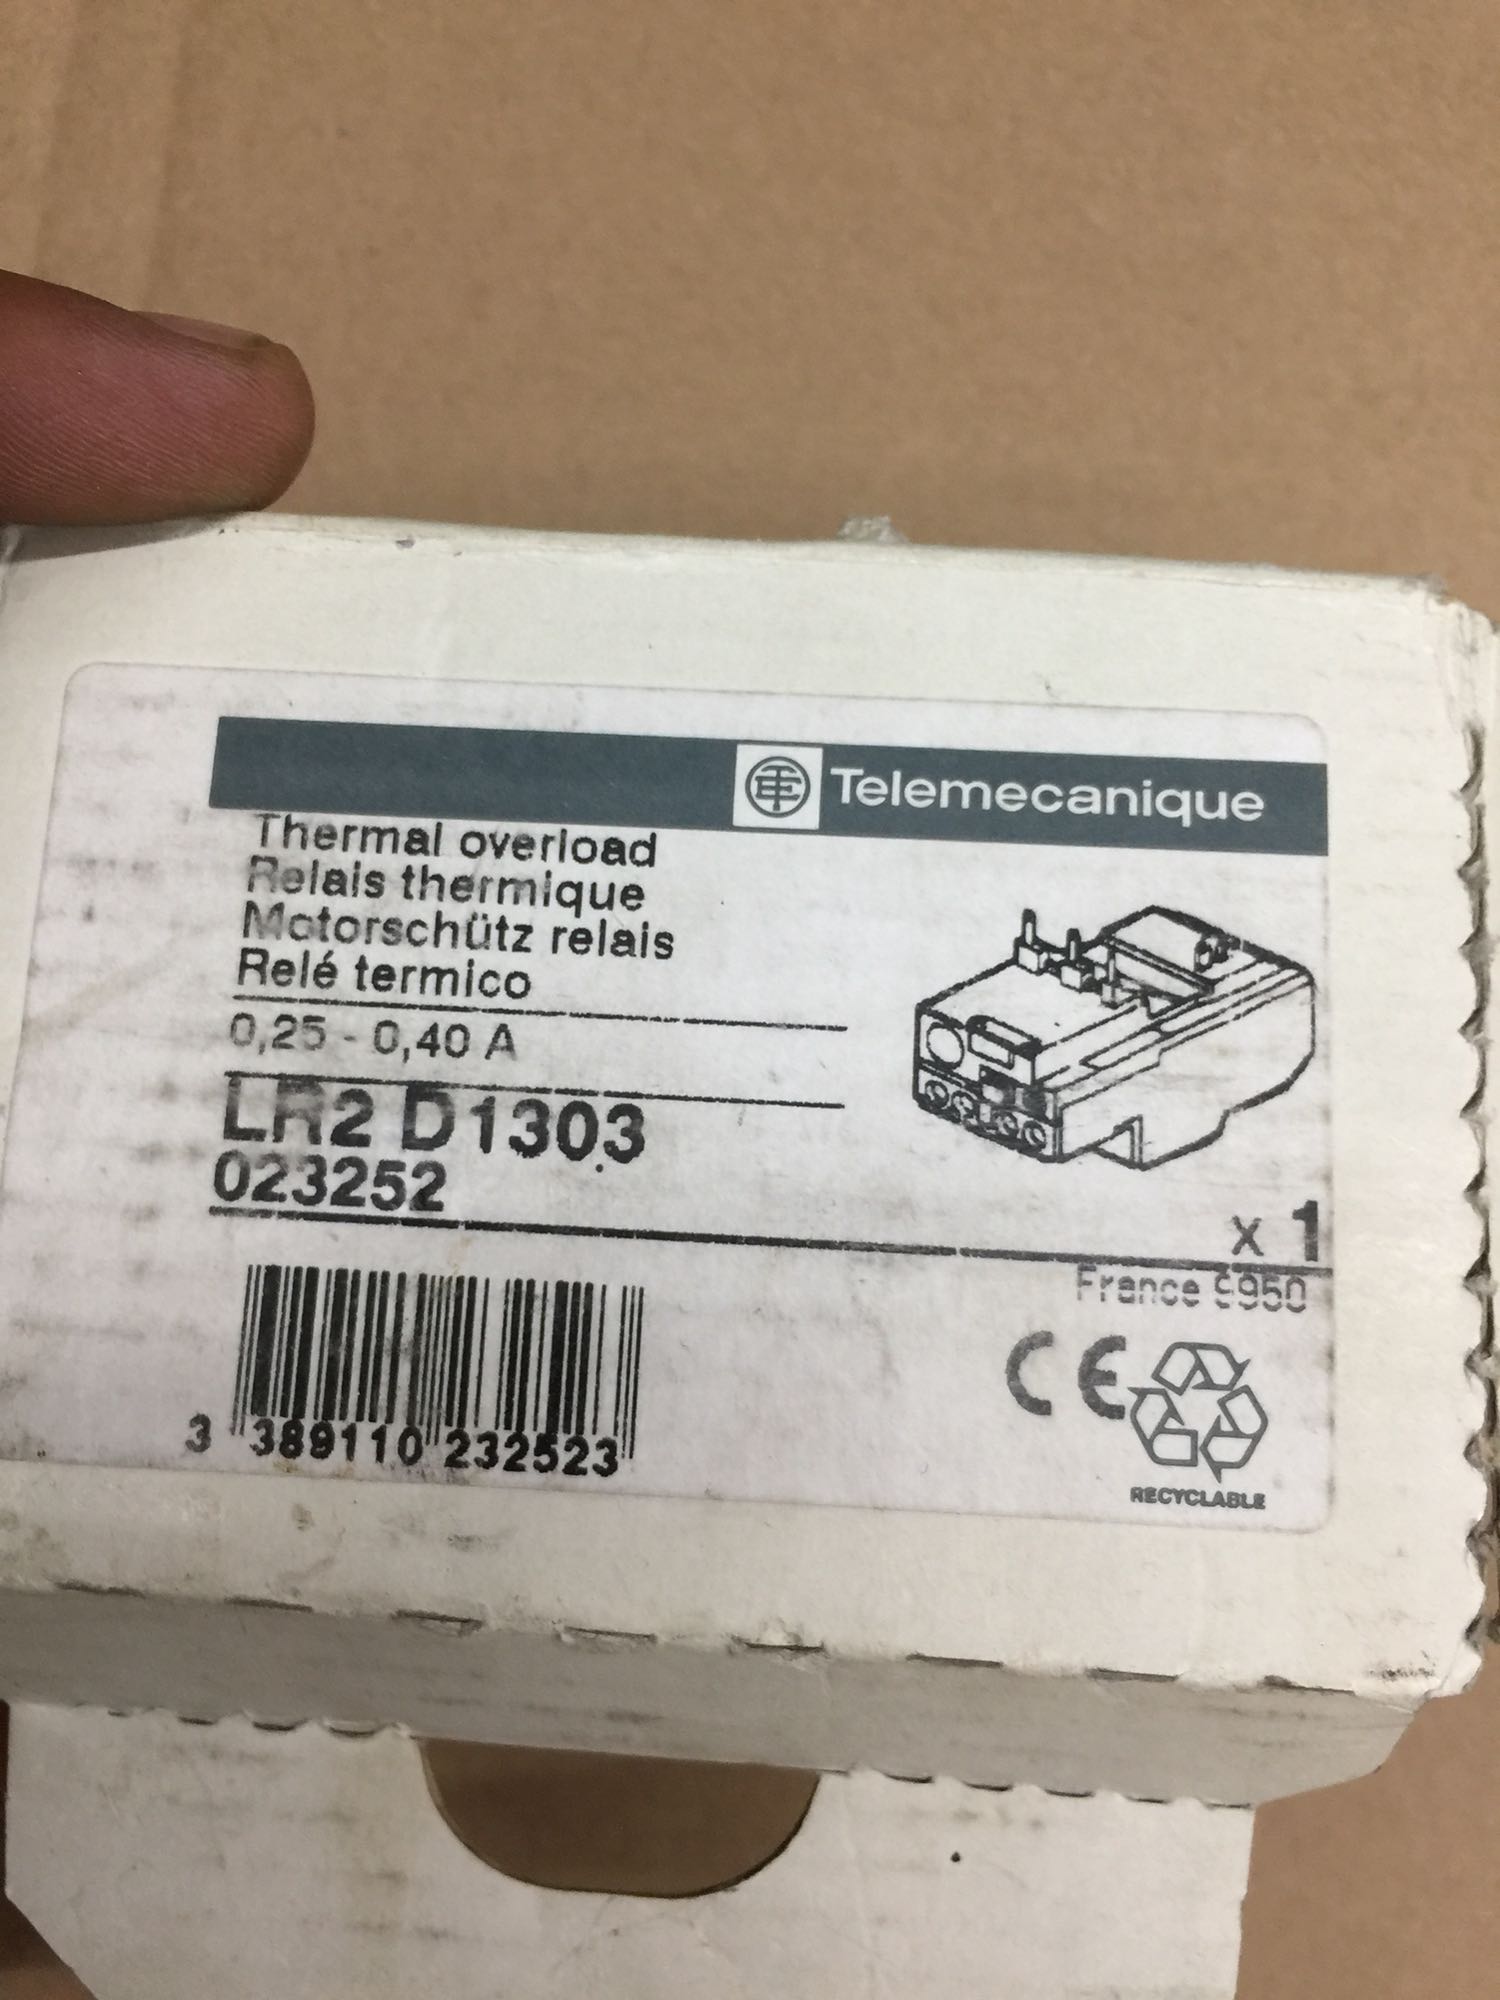 Telemecanique
Thermal overload
Relais thermique
Motorschütz relais
Relé termico
0,25 - 0,40 A
LR2 D1303
023252
x 1
France 9950
3 389110 232523
CE
RECYCLABLE